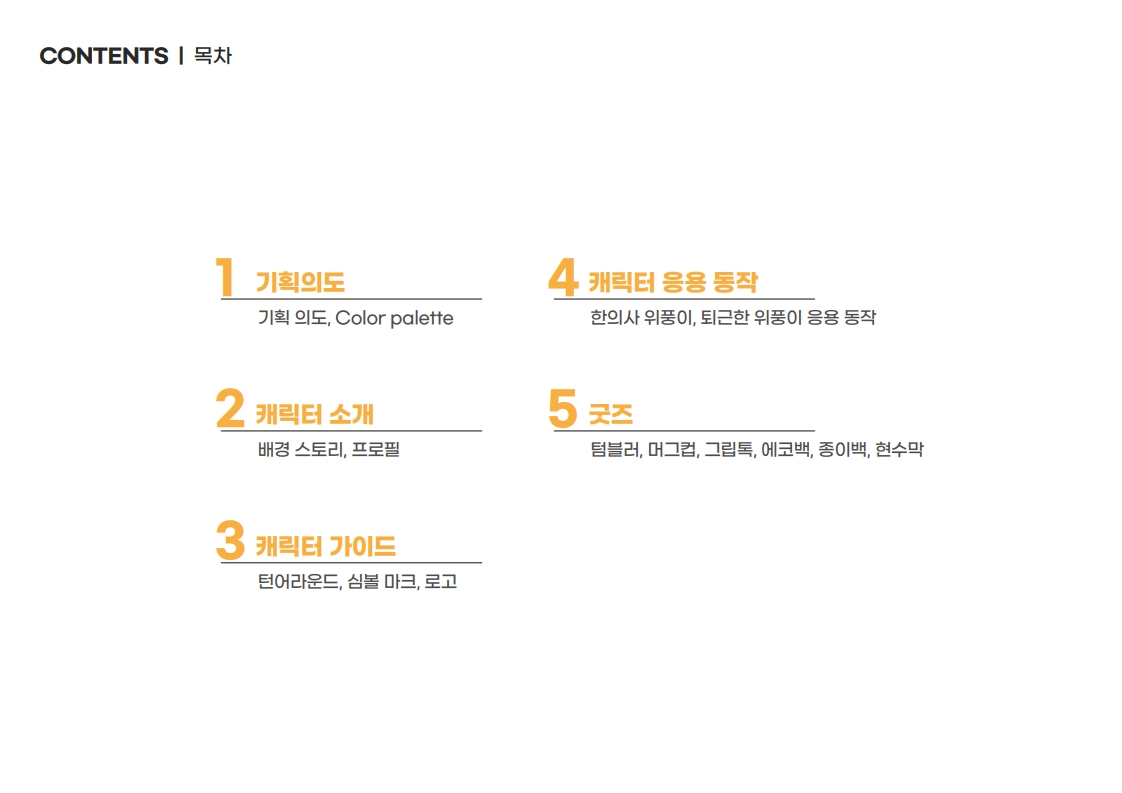 CONTENTS | 목차
1 기획의도
기획 의도, Color palette
2 캐릭터 소개
배경 스토리, 프로필
3 캐릭터 가이드
턴어라운드, 심볼 마크, 로고
4 캐릭터 응용 동작
한의사 위풍이, 퇴근한 위풍이 응용 동작
5 굿즈
텀블러, 머그컵, 그립톡, 에코백, 종이백, 현수막